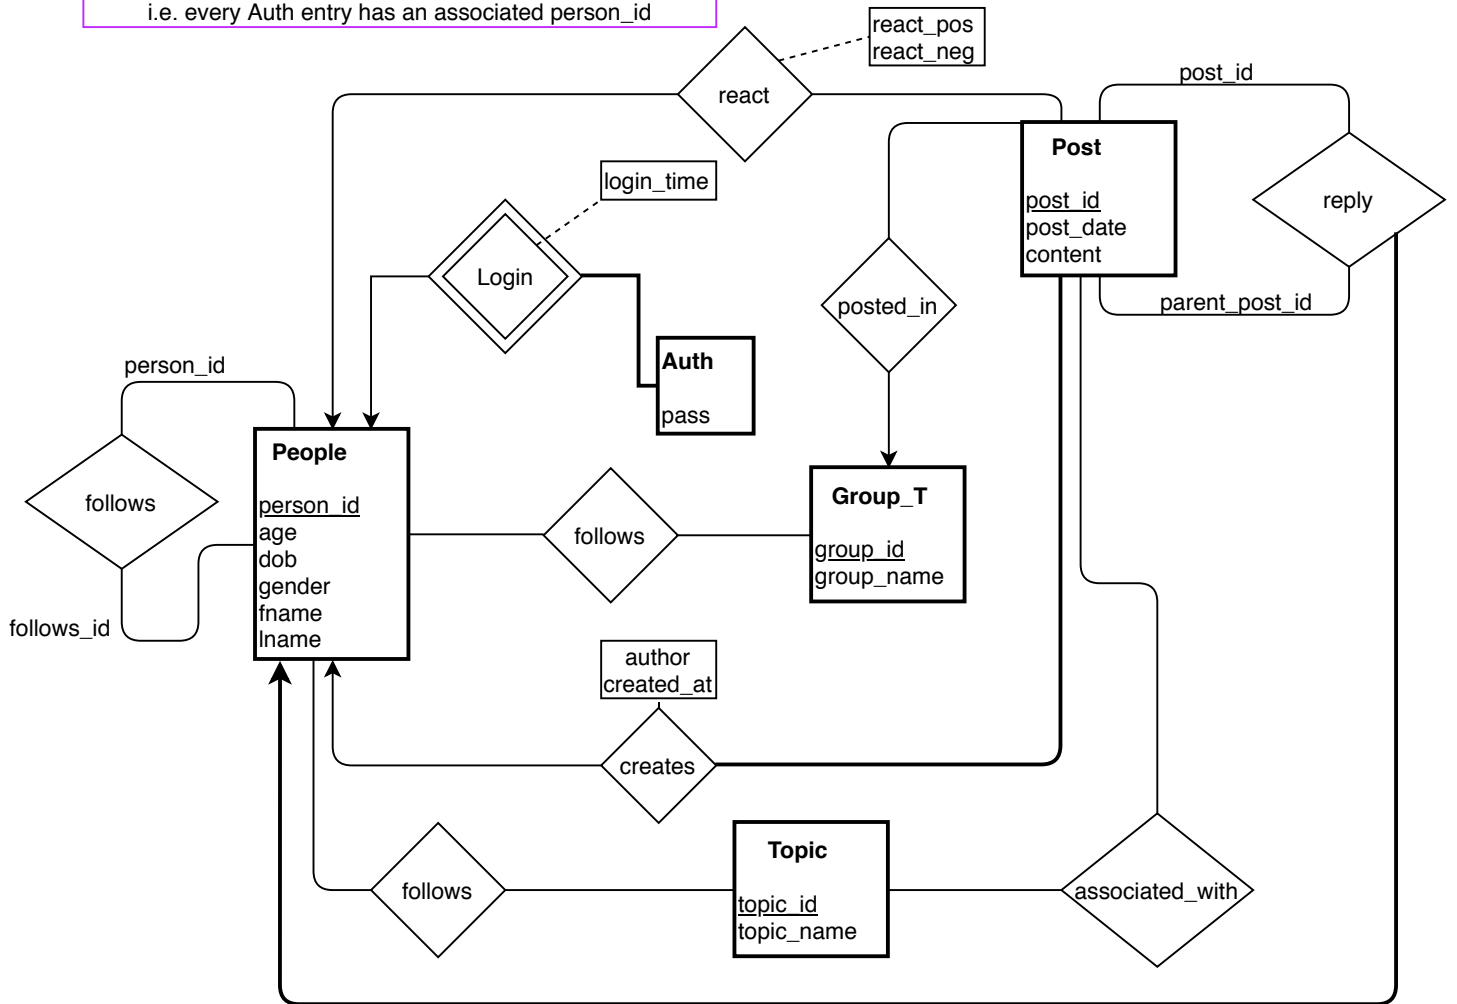 i.e. every Auth entry has an associated person_id
react_pos
react_neg
react
post_id
Post
post_id
post_date
content
reply
login_time
Login
posted_in
parent_post_id
Auth
pass
person_id
People
person_id
age
dob
gender
fname
lname
follows
follows_id
follows
Group_T
group_id
group_name
author
created_at
creates
Topic
topic_id
topic_name
follows
associated_with